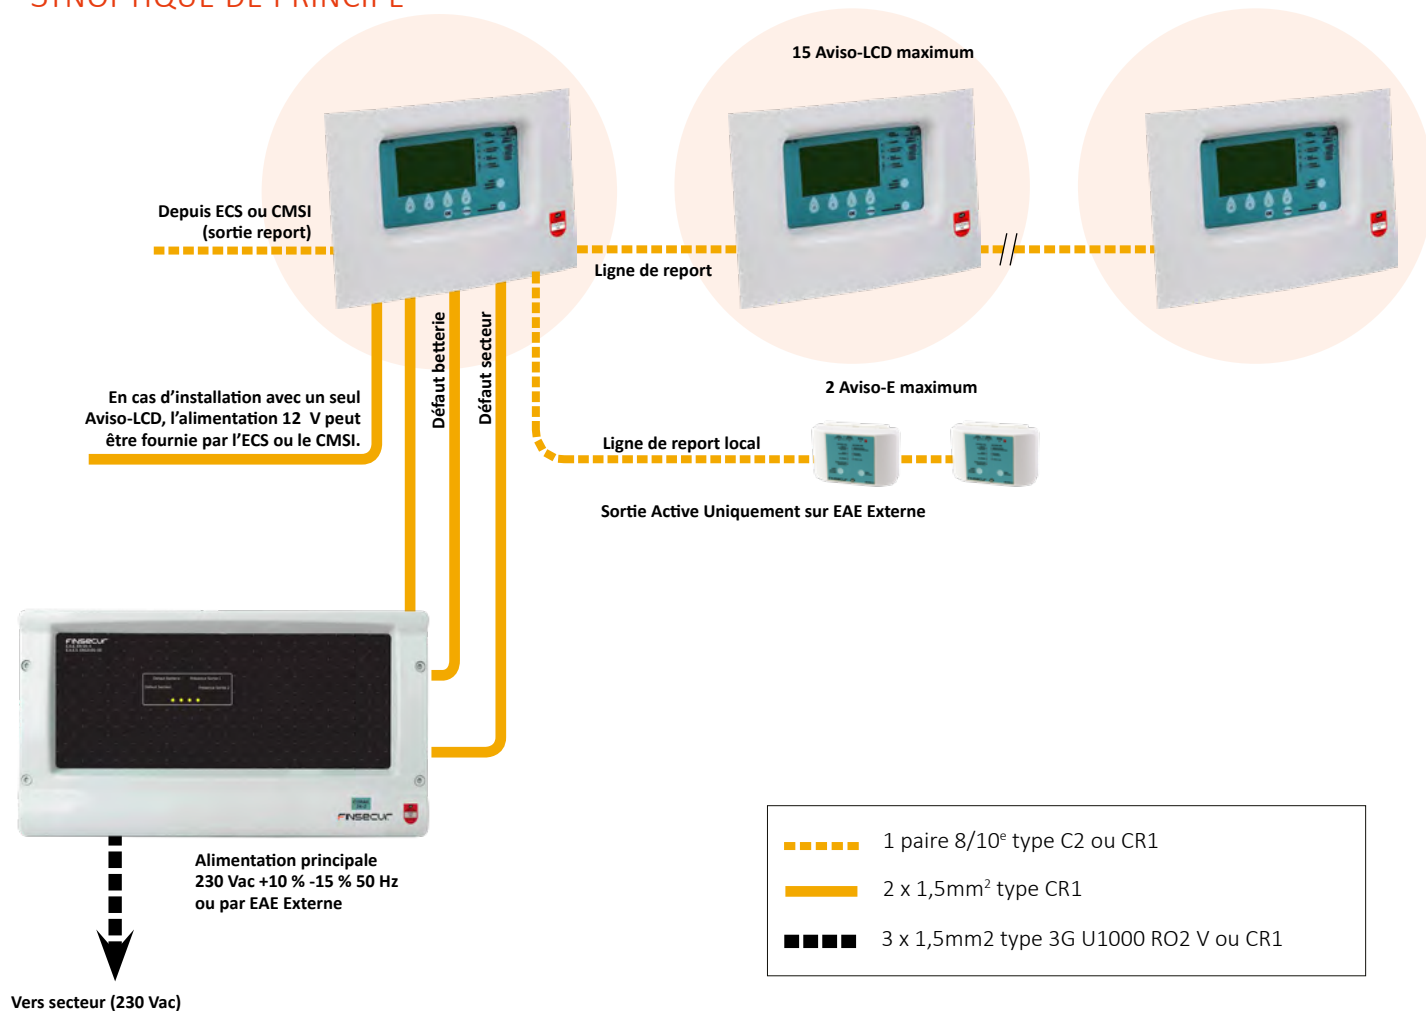 SYNOPTIQUE DE PRINCIPE
15 Aviso-LCD maximum
Depuis ECS ou CMSI
(sortie report)
Ligne de report
Défaut betterie
Défaut secteur
En cas d’installation avec un seul
Aviso-LCD, l’alimentation 12 V peut
être fournie par l’ECS ou le CMSI.
2 Aviso-E maximum
Ligne de report local
Sortie Active Uniquement sur EAE Externe
FINSECUR
FINSECUR
Alimentation principale
230 Vac +10 % -15 % 50 Hz
ou par EAE Externe
Vers secteur (230 Vac)
1 paire 8/10e type C2 ou CR1
2 x 1,5mm2 type CR1
3 x 1,5mm2 type 3G U1000 RO2 V ou CR1